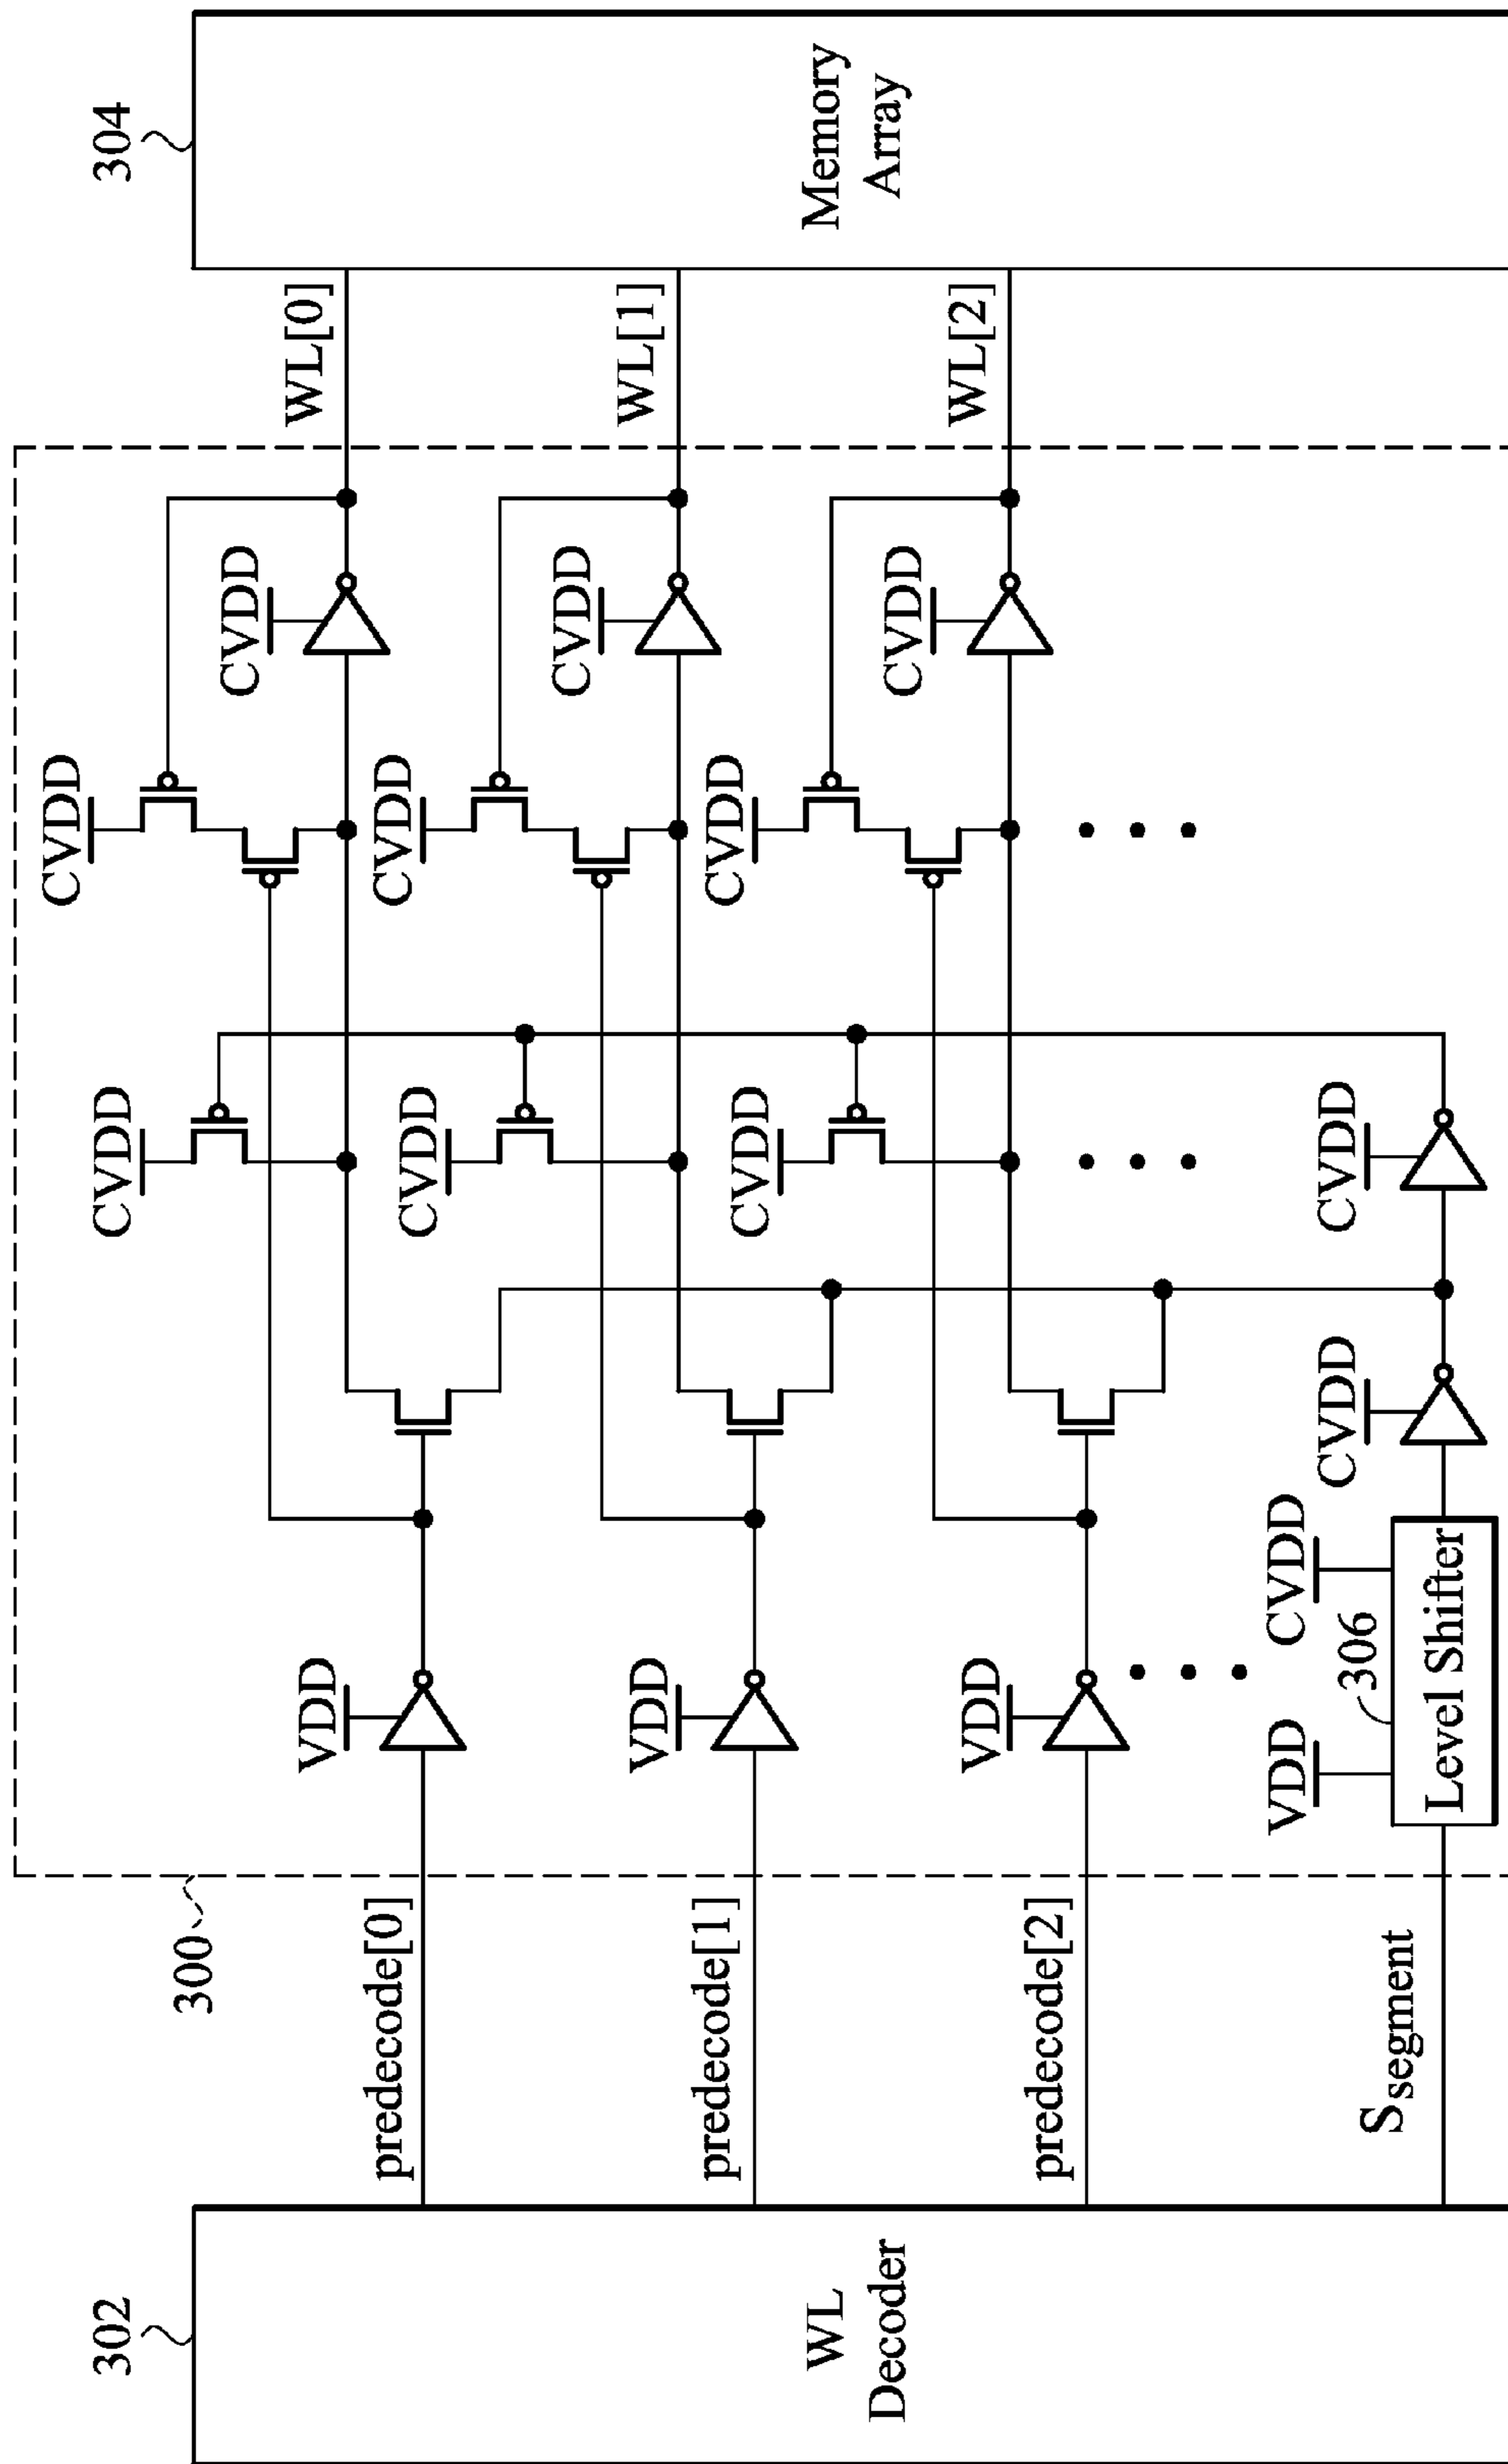 302
WL
Decoder
predecode[0]
predecode[1]
predecode[2]
Ssegment
300
VDD
VDD
VDD
VDD
306
CVDD
Level Shifter
CVDD
CVDD
CVDD
CVDD
CVDD
CVDD
CVDD
CVDD
CVDD
CVDD
CVDD
WL[0]
WL[1]
WL[2]
304
Memory
Array